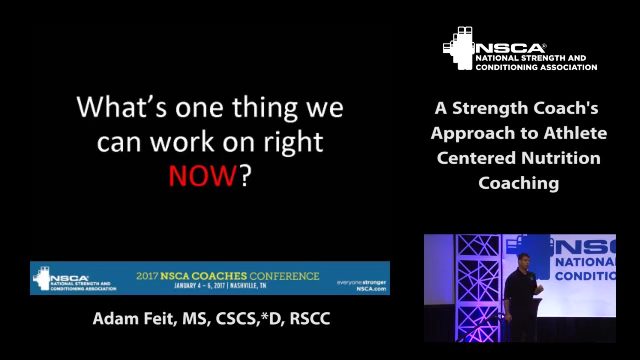 What's one thing we
can work on right
NOW?
NSCA
NATIONAL STRENGTH AND
CONDITIONING ASSOCIATION
2017 NSCA COACHES CONFERENCE
JANUARY 4 – 6, 2017 | NASHVILLE, TN
everyone stronger
NSCA.com
Adam Feit, MS, CSCS,*D, RSCC
NSCA®
NATIONAL STRENGTH AND
CONDITIONING ASSOCIATION
A Strength Coach's
Approach to Athlete
Centered Nutrition
Coaching
NSC
NATIONAL
CONDITIO